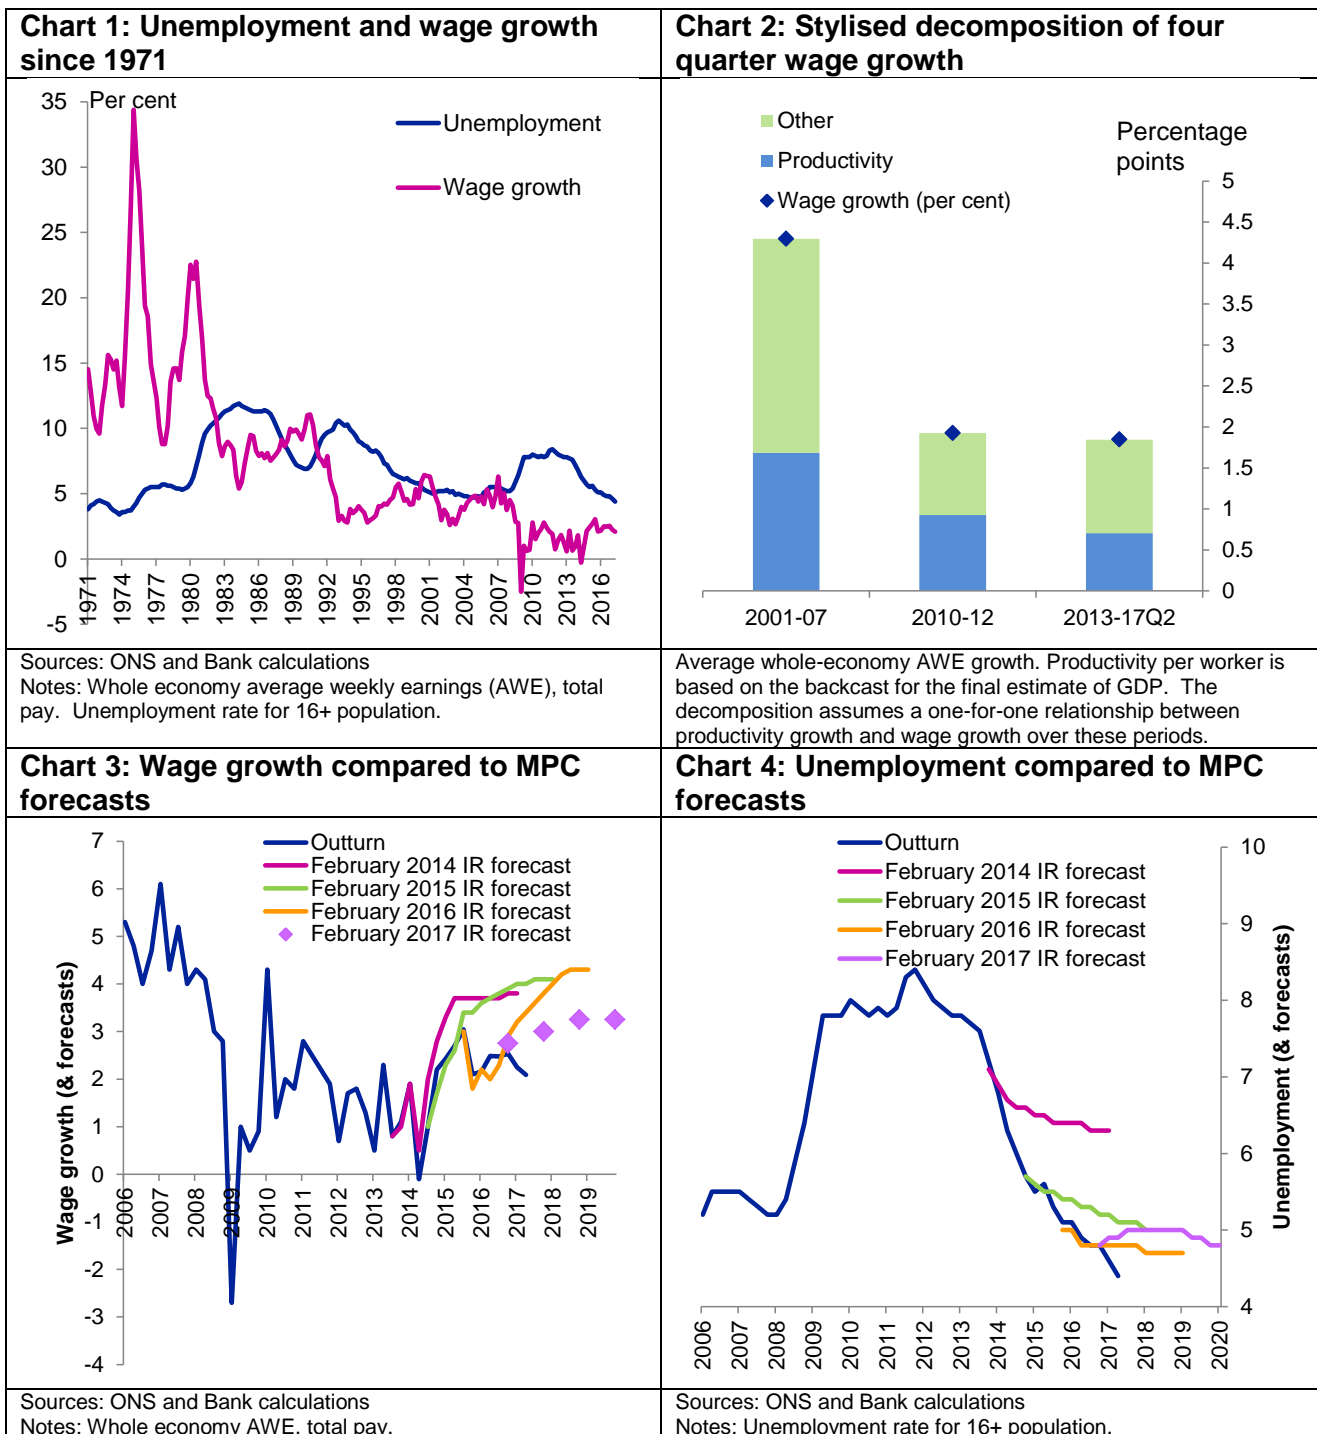 Chart 1: Unemployment and wage growth
since 1971
Per cent
Unemployment
Wage growth
35
30
25
20
15
10
5
0
-5
1971
1974
1977
1980
1983
1986
1989
1992
1995
1998
2001
2004
2007
2010
2013
2016
Sources: ONS and Bank calculations
Notes: Whole economy average weekly earnings (AWE), total
pay. Unemployment rate for 16+ population.
Chart 2: Stylised decomposition of four
quarter wage growth
Other
Productivity
Wage growth (per cent)
Percentage
points
5
4.5
4
3.5
3
2.5
2
1.5
1
0.5
0
2001-07
2010-12
2013-17Q2
Average whole-economy AWE growth. Productivity per worker is
based on the backcast for the final estimate of GDP. The
decomposition assumes a one-for-one relationship between
productivity growth and wage growth over these periods.
Chart 3: Wage growth compared to MPC
forecasts
Outturn
February 2014 IR forecast
February 2015 IR forecast
February 2016 IR forecast
February 2017 IR forecast
Wage growth (& forecasts)
7
6
5
4
3
2
1
0
-1
-2
-3
-4
2006
2007
2008
2009
2010
2011
2012
2013
2014
2015
2016
2017
2018
2019
Sources: ONS and Bank calculations
Notes: Whole economy AWE, total pay.
Chart 4: Unemployment compared to MPC
forecasts
Outturn
February 2014 IR forecast
February 2015 IR forecast
February 2016 IR forecast
February 2017 IR forecast
10
9
8
7
6
5
4
Unemployment (& forecasts)
2006
2007
2008
2009
2010
2011
2012
2013
2014
2015
2016
2017
2018
2019
2020
Sources: ONS and Bank calculations
Notes: Unemployment rate for 16+ population.